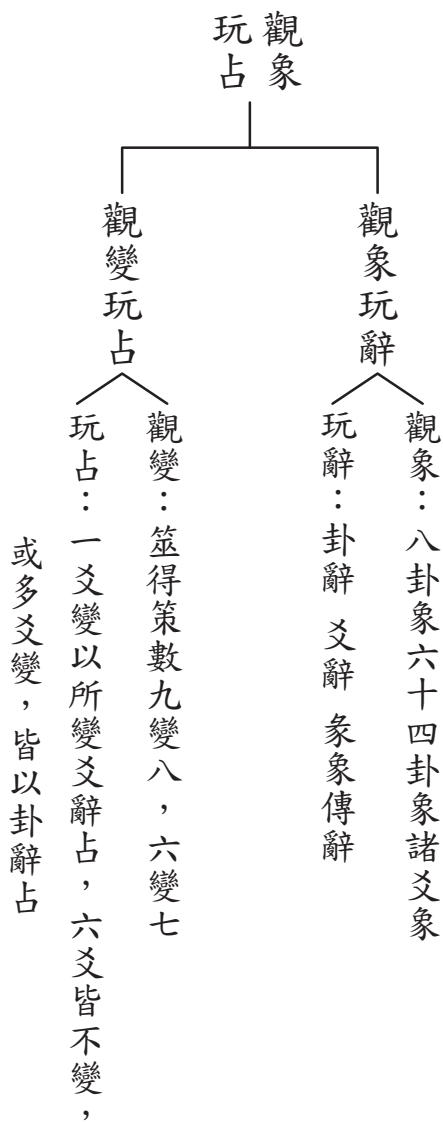 觀象
玩占
觀象玩辭
觀象：八卦象六十四卦象諸爻象
玩辭：卦辭 爻辭 彖象傳辭
觀變玩占
觀變：筮得策數九變八，六變七
玩占：一爻變以所變爻辭占，六爻皆不變，
或多爻變，皆以卦辭占